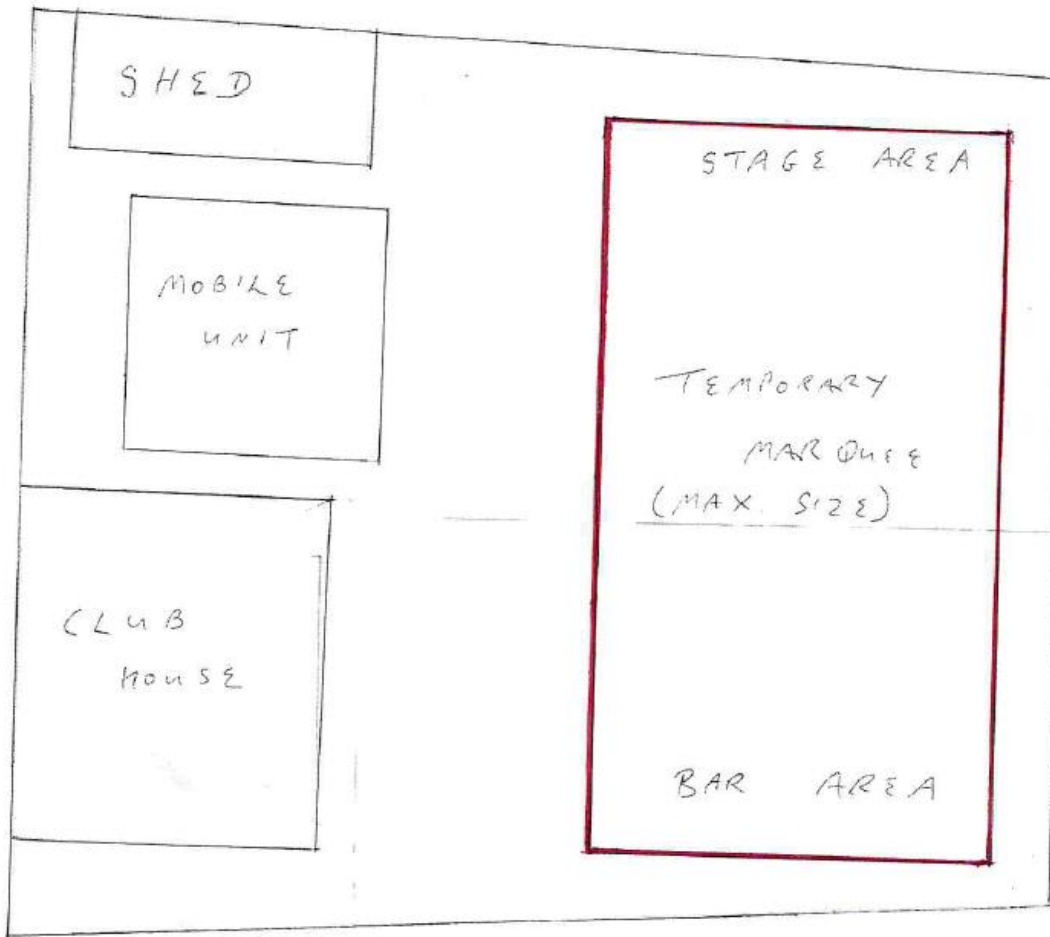 SHED
MOBILE
UNIT
CLUB
HOUSE
STAGE AREA
TEMPORARY
MARQUEE
(MAX. SIZE)
BAR AREA